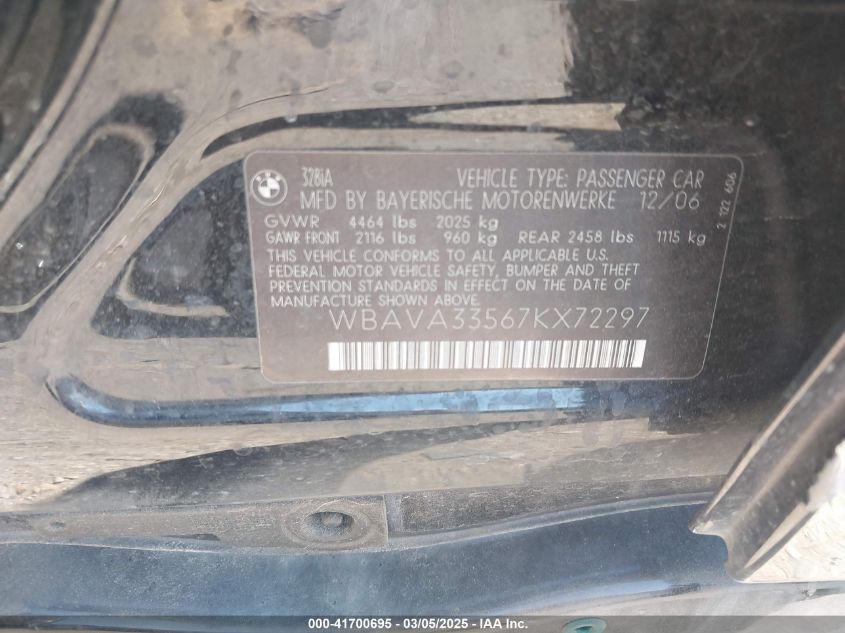 BMW
328iA VEHICLE TYPE: PASSENGER CAR
MFD BY BAYERISCHE MOTORENWERKE 12/06
GVWR 4464 lbs 2025 kg
GAWR FRONT 2116 lbs 960 kg REAR 2458 lbs 1115 kg
THIS VEHICLE CONFORMS TO ALL APPLICABLE U.S.
FEDERAL MOTOR VEHICLE SAFETY, BUMPER AND THEFT
PREVENTION STANDARDS IN EFFECT ON THE DATE OF
MANUFACTURE SHOWN ABOVE.
WBAVA33567KX72297
2 122 606
000-41700695 - 03/05/2025 - IAA Inc.